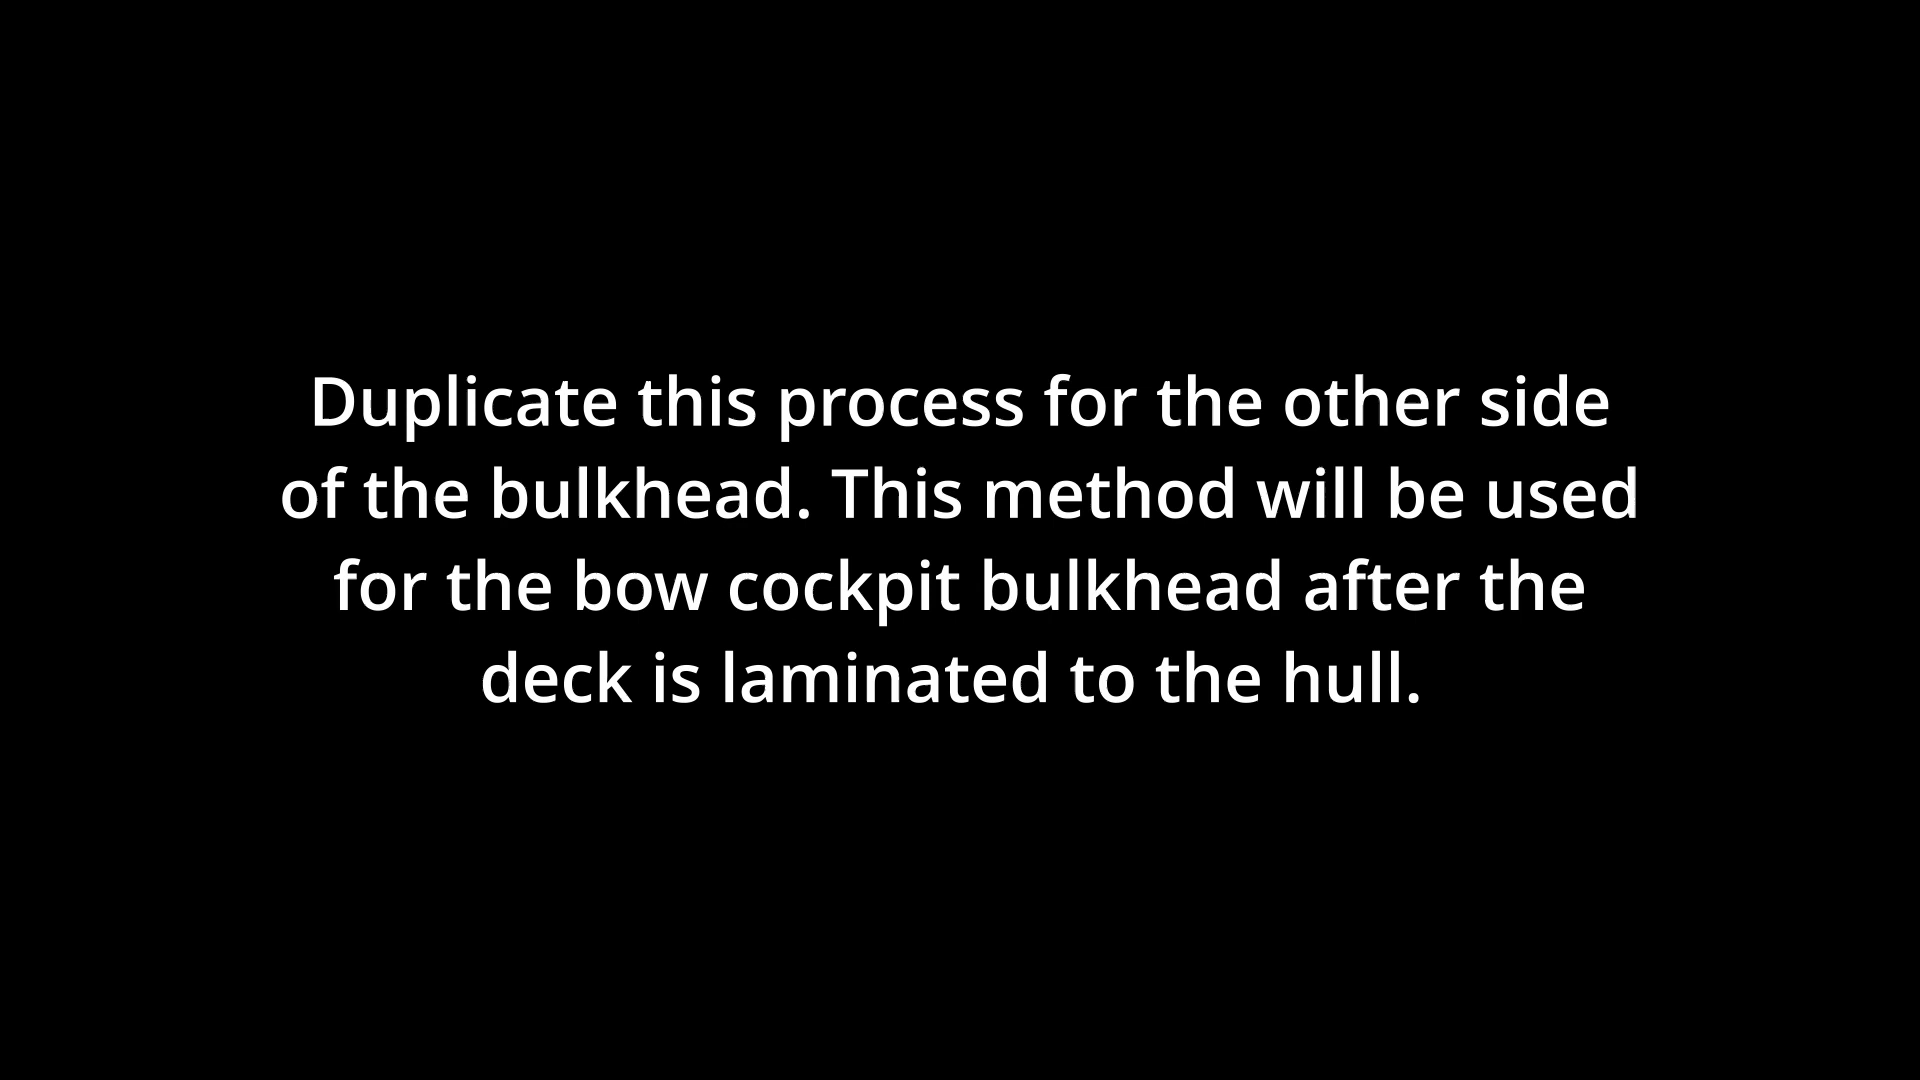 Duplicate this process for the other side
of the bulkhead. This method will be used
for the bow cockpit bulkhead after the
deck is laminated to the hull.